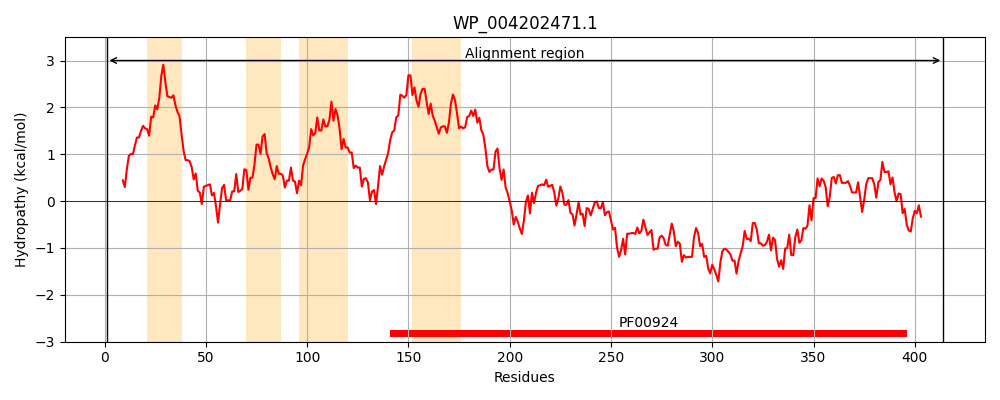 WP_004202471.1
Alignment region
3
2
1
0
−1
−2
−3
Hydropathy (kcal/mol)
PF00924
0 50 100 150 200 250 300 350 400
Residues